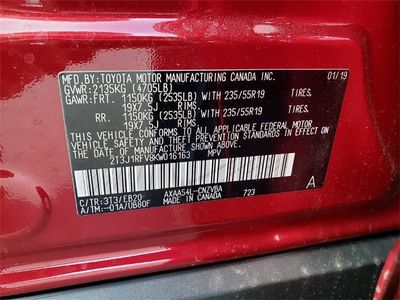 MFD.BY:TOYOTA MOTOR MANUFACTURING CANADA INC. 01/19
GVWR:2135KG (4705LB)
GAWR:FRT. 1150KG (2535LB) WITH 235/55R19 TIRES.
19X7.5J RIMS.
RR. 1150KG (2535LB) WITH 235/55R19 TIRES.
19X7.5J RIMS.
THIS VEHICLE CONFORMS TO ALL APPLICABLE FEDERAL MOTOR
VEHICLE SAFETY, BUMPER, AND THEFT PREVENTION STANDARDS
IN EFFECT ON THE DATE OF MANUFACTURE SHOWN ABOVE.
2T3J1RFV8KW016163 MPV
C/TR:3T3/EB20 AXAA54L-CNZVBA 723 A
A/TM:-01A/UB80F MADE IN CANADA